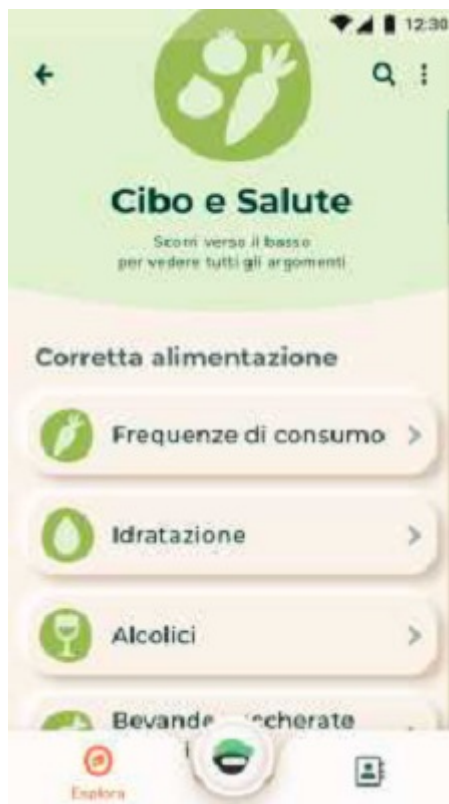 12:30
Cibo e Salute
Scorri verso il basso
per vedere tutti gli argomenti
Corretta alimentazione
Frequenze di consumo
Idratazione
Alcolici
Bevande
Esplora